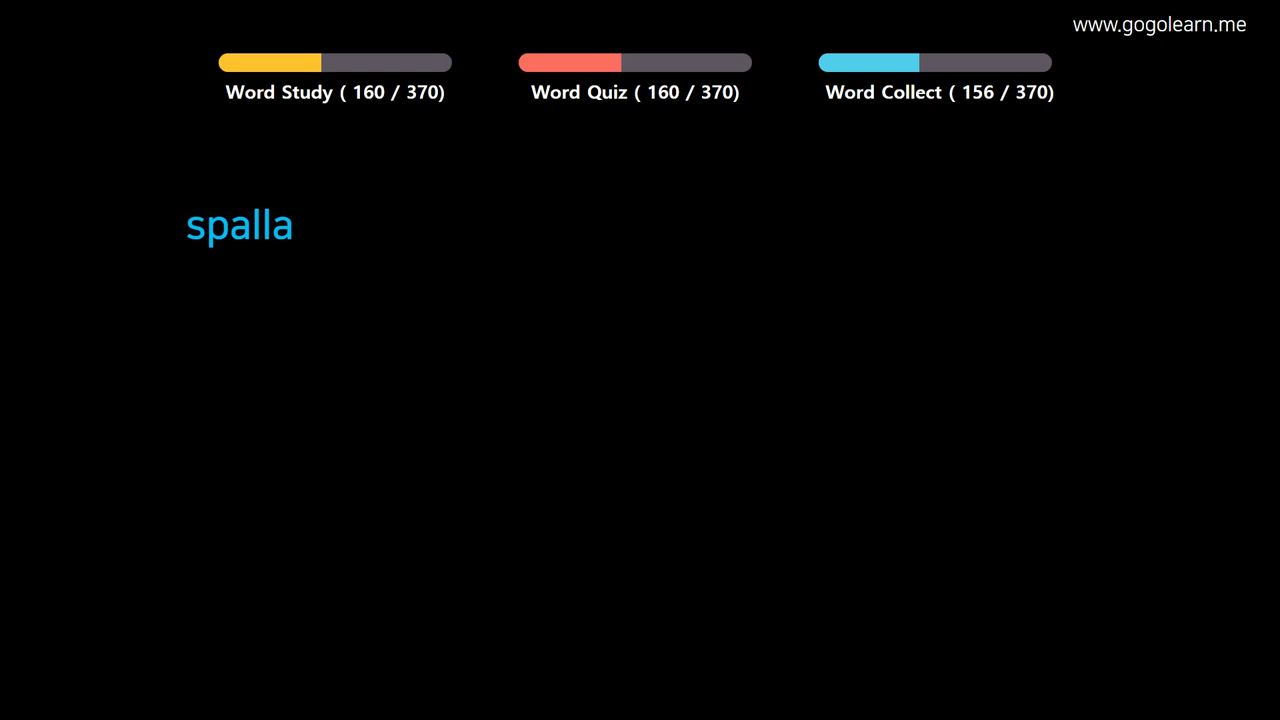 www.gogolearn.me
Word Study ( 160 / 370)
Word Quiz ( 160 / 370)
Word Collect ( 156 / 370)
spalla